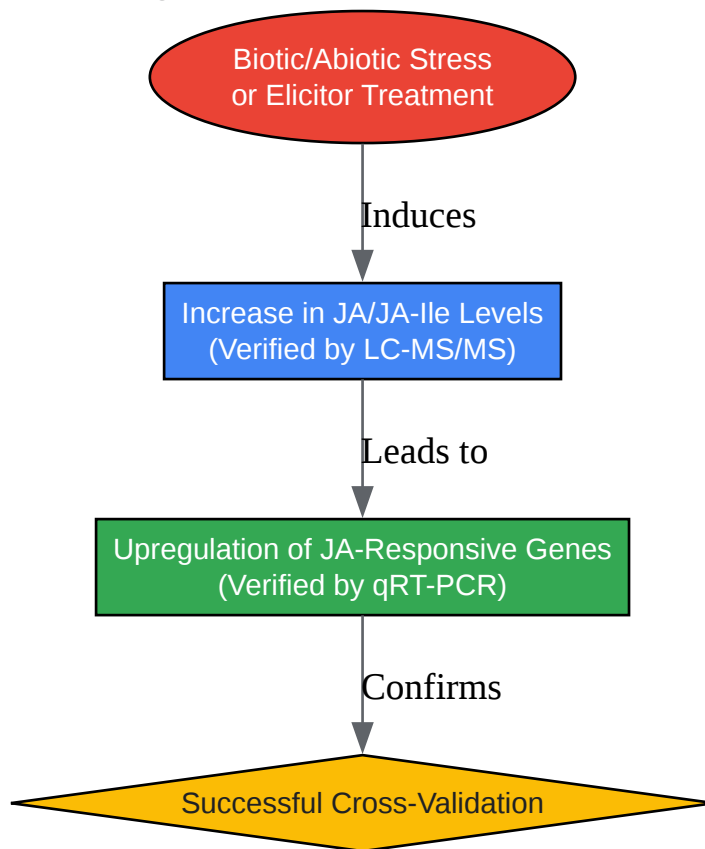 Biotic/Abiotic Stress
or Elicitor Treatment
Induces
Increase in JA/JA-Ile Levels
(Verified by LC-MS/MS)
Leads to
Upregulation of JA-Responsive Genes
(Verified by qRT-PCR)
Confirms
Successful Cross-Validation